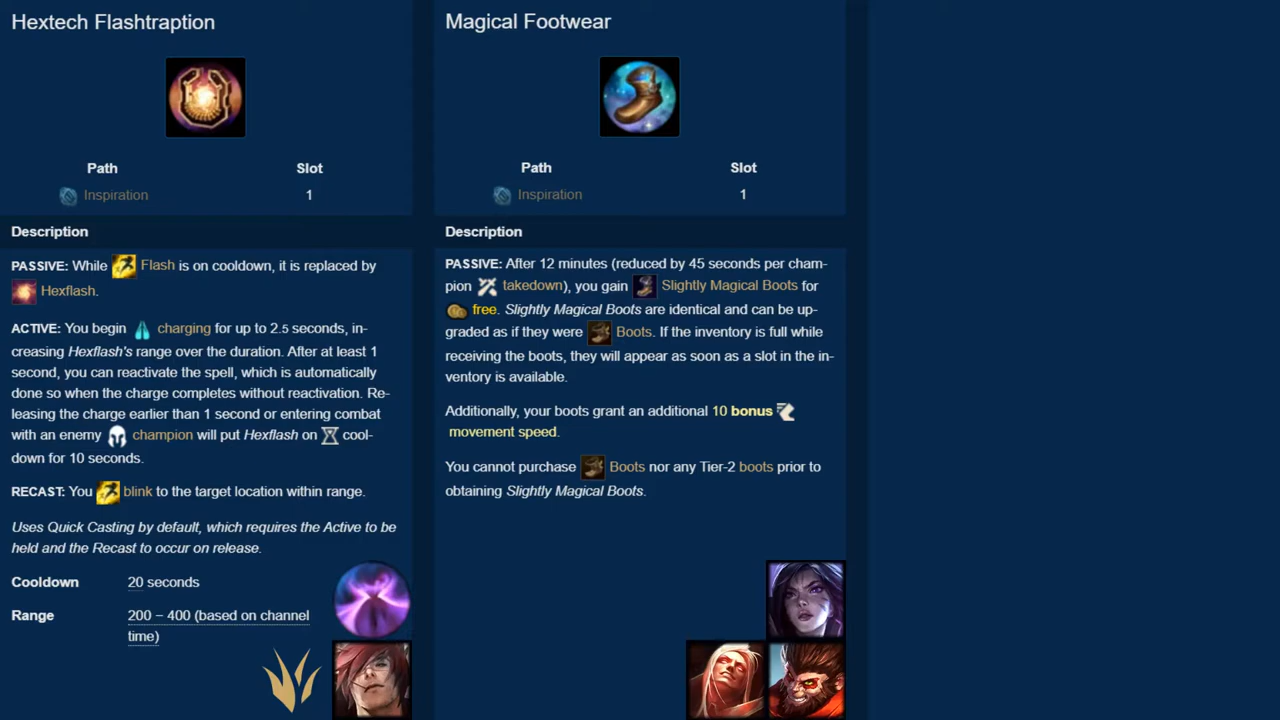 Hextech Flashtraption
Path
Slot
Inspiration
1
Description
PASSIVE: While Flash is on cooldown, it is replaced by
Hexflash.
ACTIVE: You begin charging for up to 2.5 seconds, in-
creasing Hexflash's range over the duration. After at least 1
second, you can reactivate the spell, which is automatically
done so when the charge completes without reactivation. Re-
leasing the charge earlier than 1 second or entering combat
with an enemy champion will put Hexflash on cool-
down for 10 seconds.
RECAST: You blink to the target location within range.
Uses Quick Casting by default, which requires the Active to be
held and the Recast to occur on release.
Cooldown 20 seconds
Range 200 – 400 (based on channel
time)
Magical Footwear
Path
Slot
Inspiration
1
Description
PASSIVE: After 12 minutes (reduced by 45 seconds per cham-
pion takedown), you gain Slightly Magical Boots for
free. Slightly Magical Boots are identical and can be up-
graded as if they were Boots. If the inventory is full while
receiving the boots, they will appear as soon as a slot in the in-
ventory is available.
Additionally, your boots grant an additional 10 bonus
movement speed.
You cannot purchase Boots nor any Tier-2 boots prior to
obtaining Slightly Magical Boots.